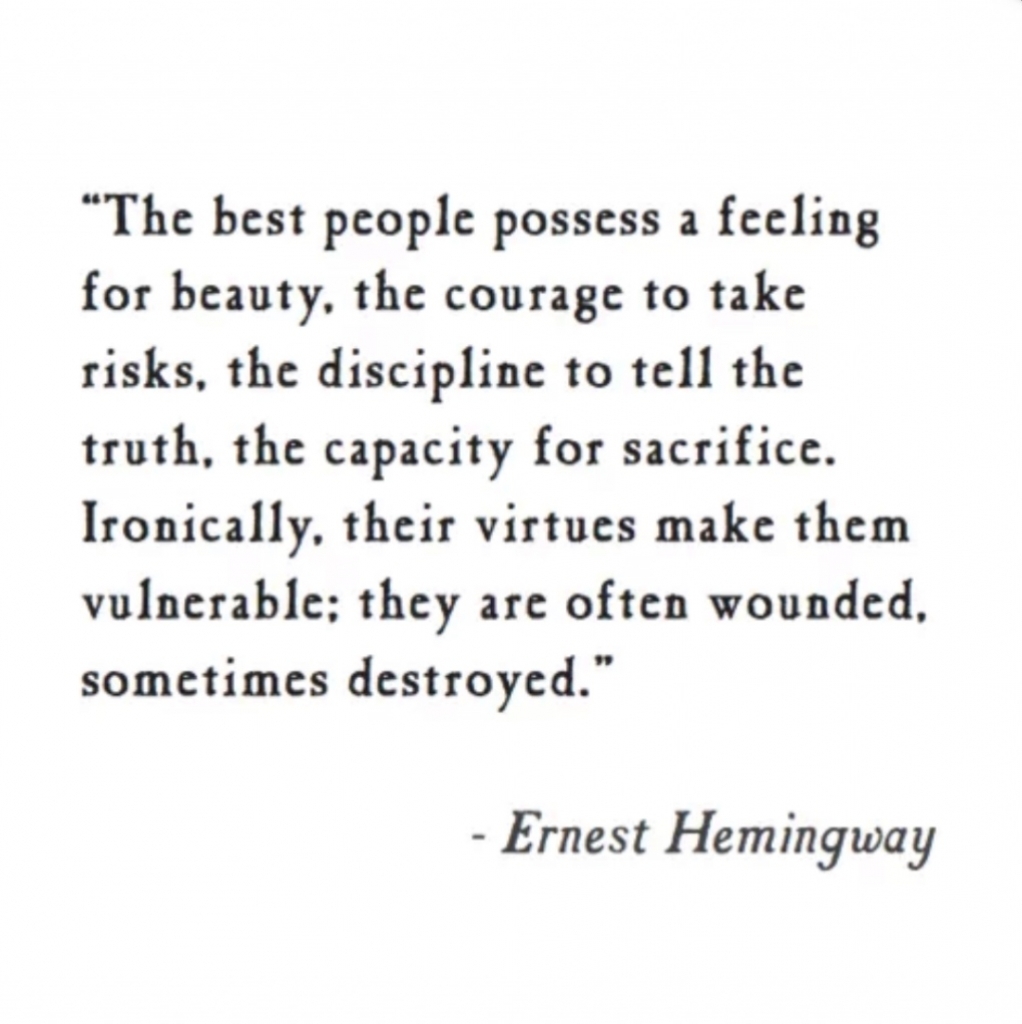 “The best people possess a feeling
for beauty, the courage to take
risks, the discipline to tell the
truth, the capacity for sacrifice.
Ironically, their virtues make them
vulnerable; they are often wounded,
sometimes destroyed.”
- Ernest Hemingway